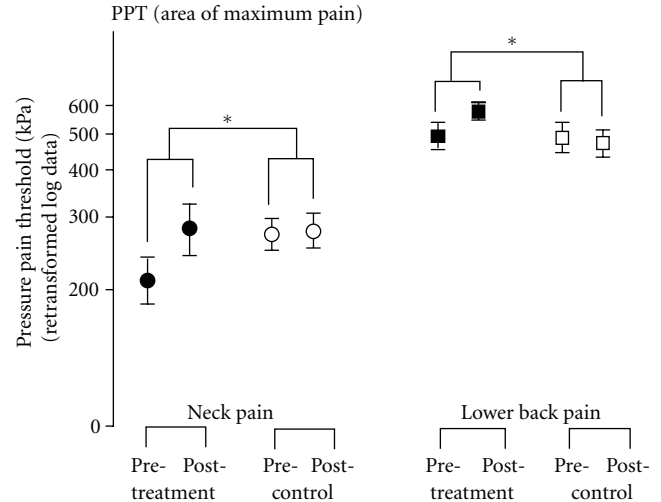 PPT (area of maximum pain)
Pressure pain threshold (kPa)
(retransformed log data)
600
500
400
300
200
0
*
*
Neck pain
Lower back pain
Pre-
treatment
Post-
Pre-
control
Post-
Pre-
treatment
Post-
Pre-
control
Post-